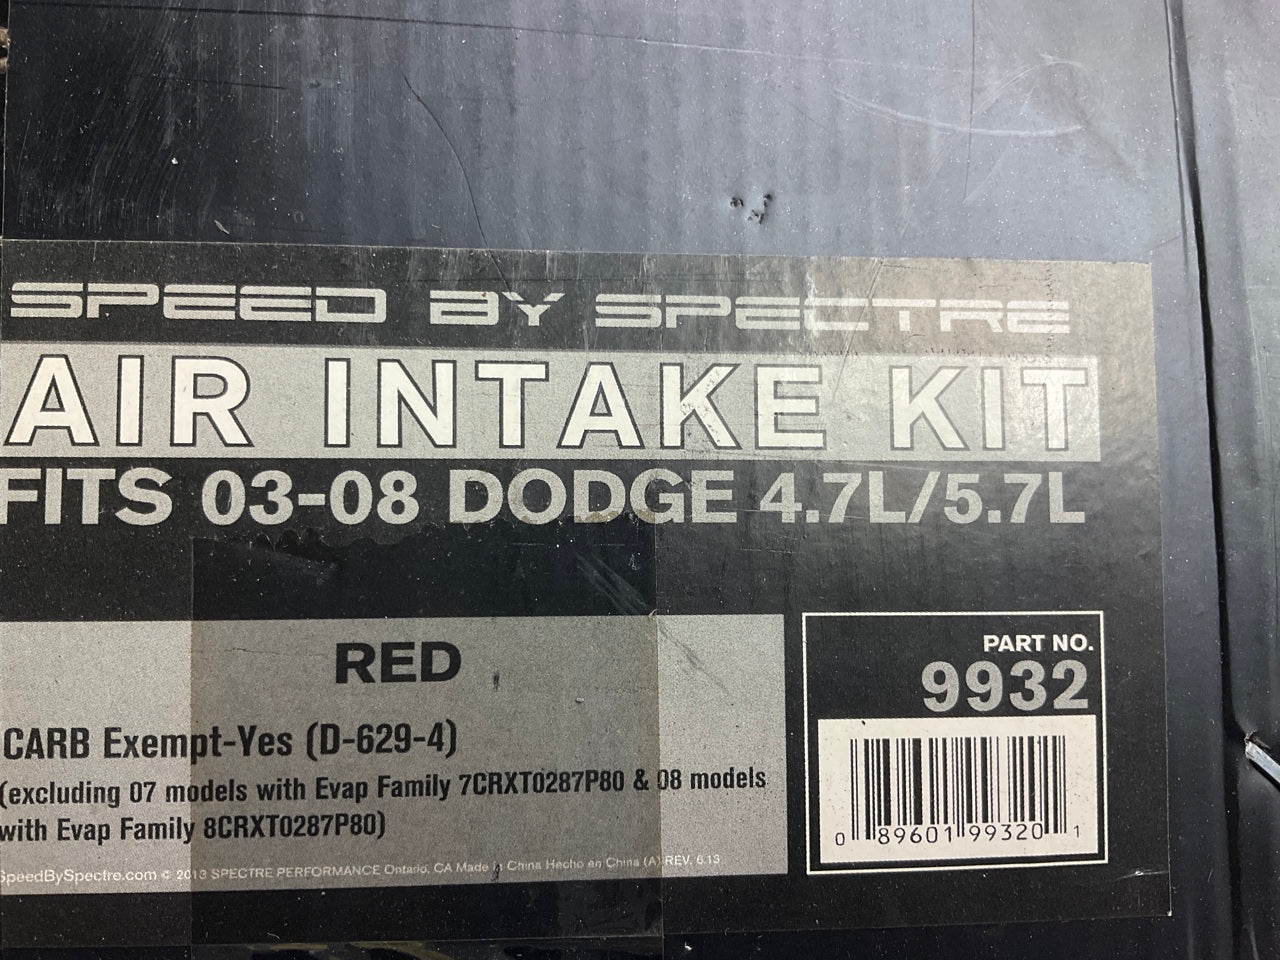 SPEED BY SPECTRE
AIR INTAKE KIT
FITS 03-08 DODGE 4.7L/5.7L
RED
CARB Exempt-Yes (D-629-4)
(excluding 07 models with Evap Family 7CRXT0287P80 & 08 models
with Evap Family 8CRXT0287P80)
SpeedBySpectre.com © 2013 SPECTRE PERFORMANCE Ontario, CA Made in China Hecho en China (A) REV. 6.13
PART NO.
9932
0 89601 99320 1